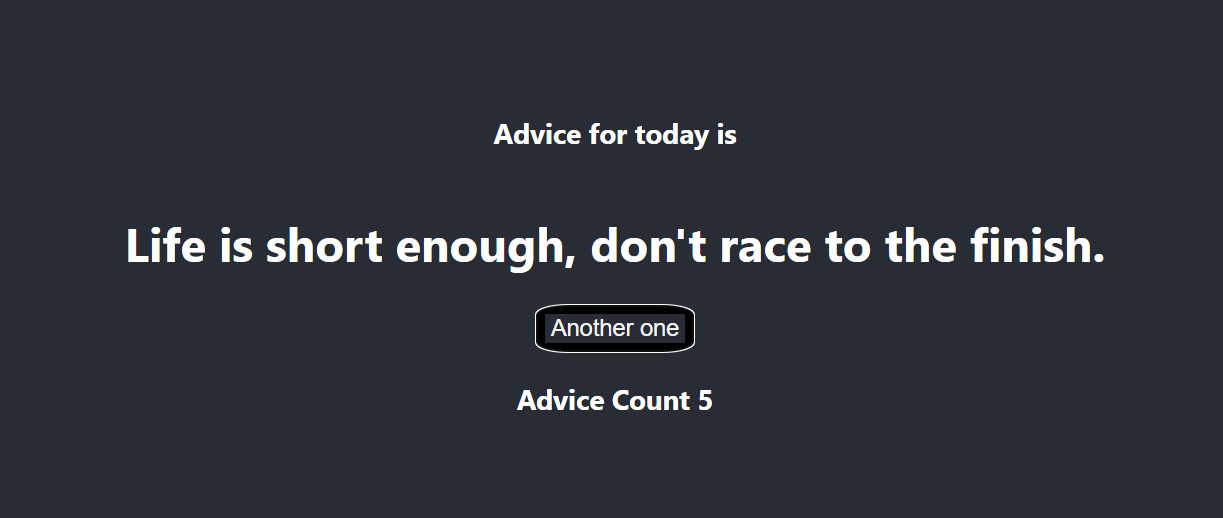 Advice for today is
Life is short enough, don't race to the finish.
Another one
Advice Count 5